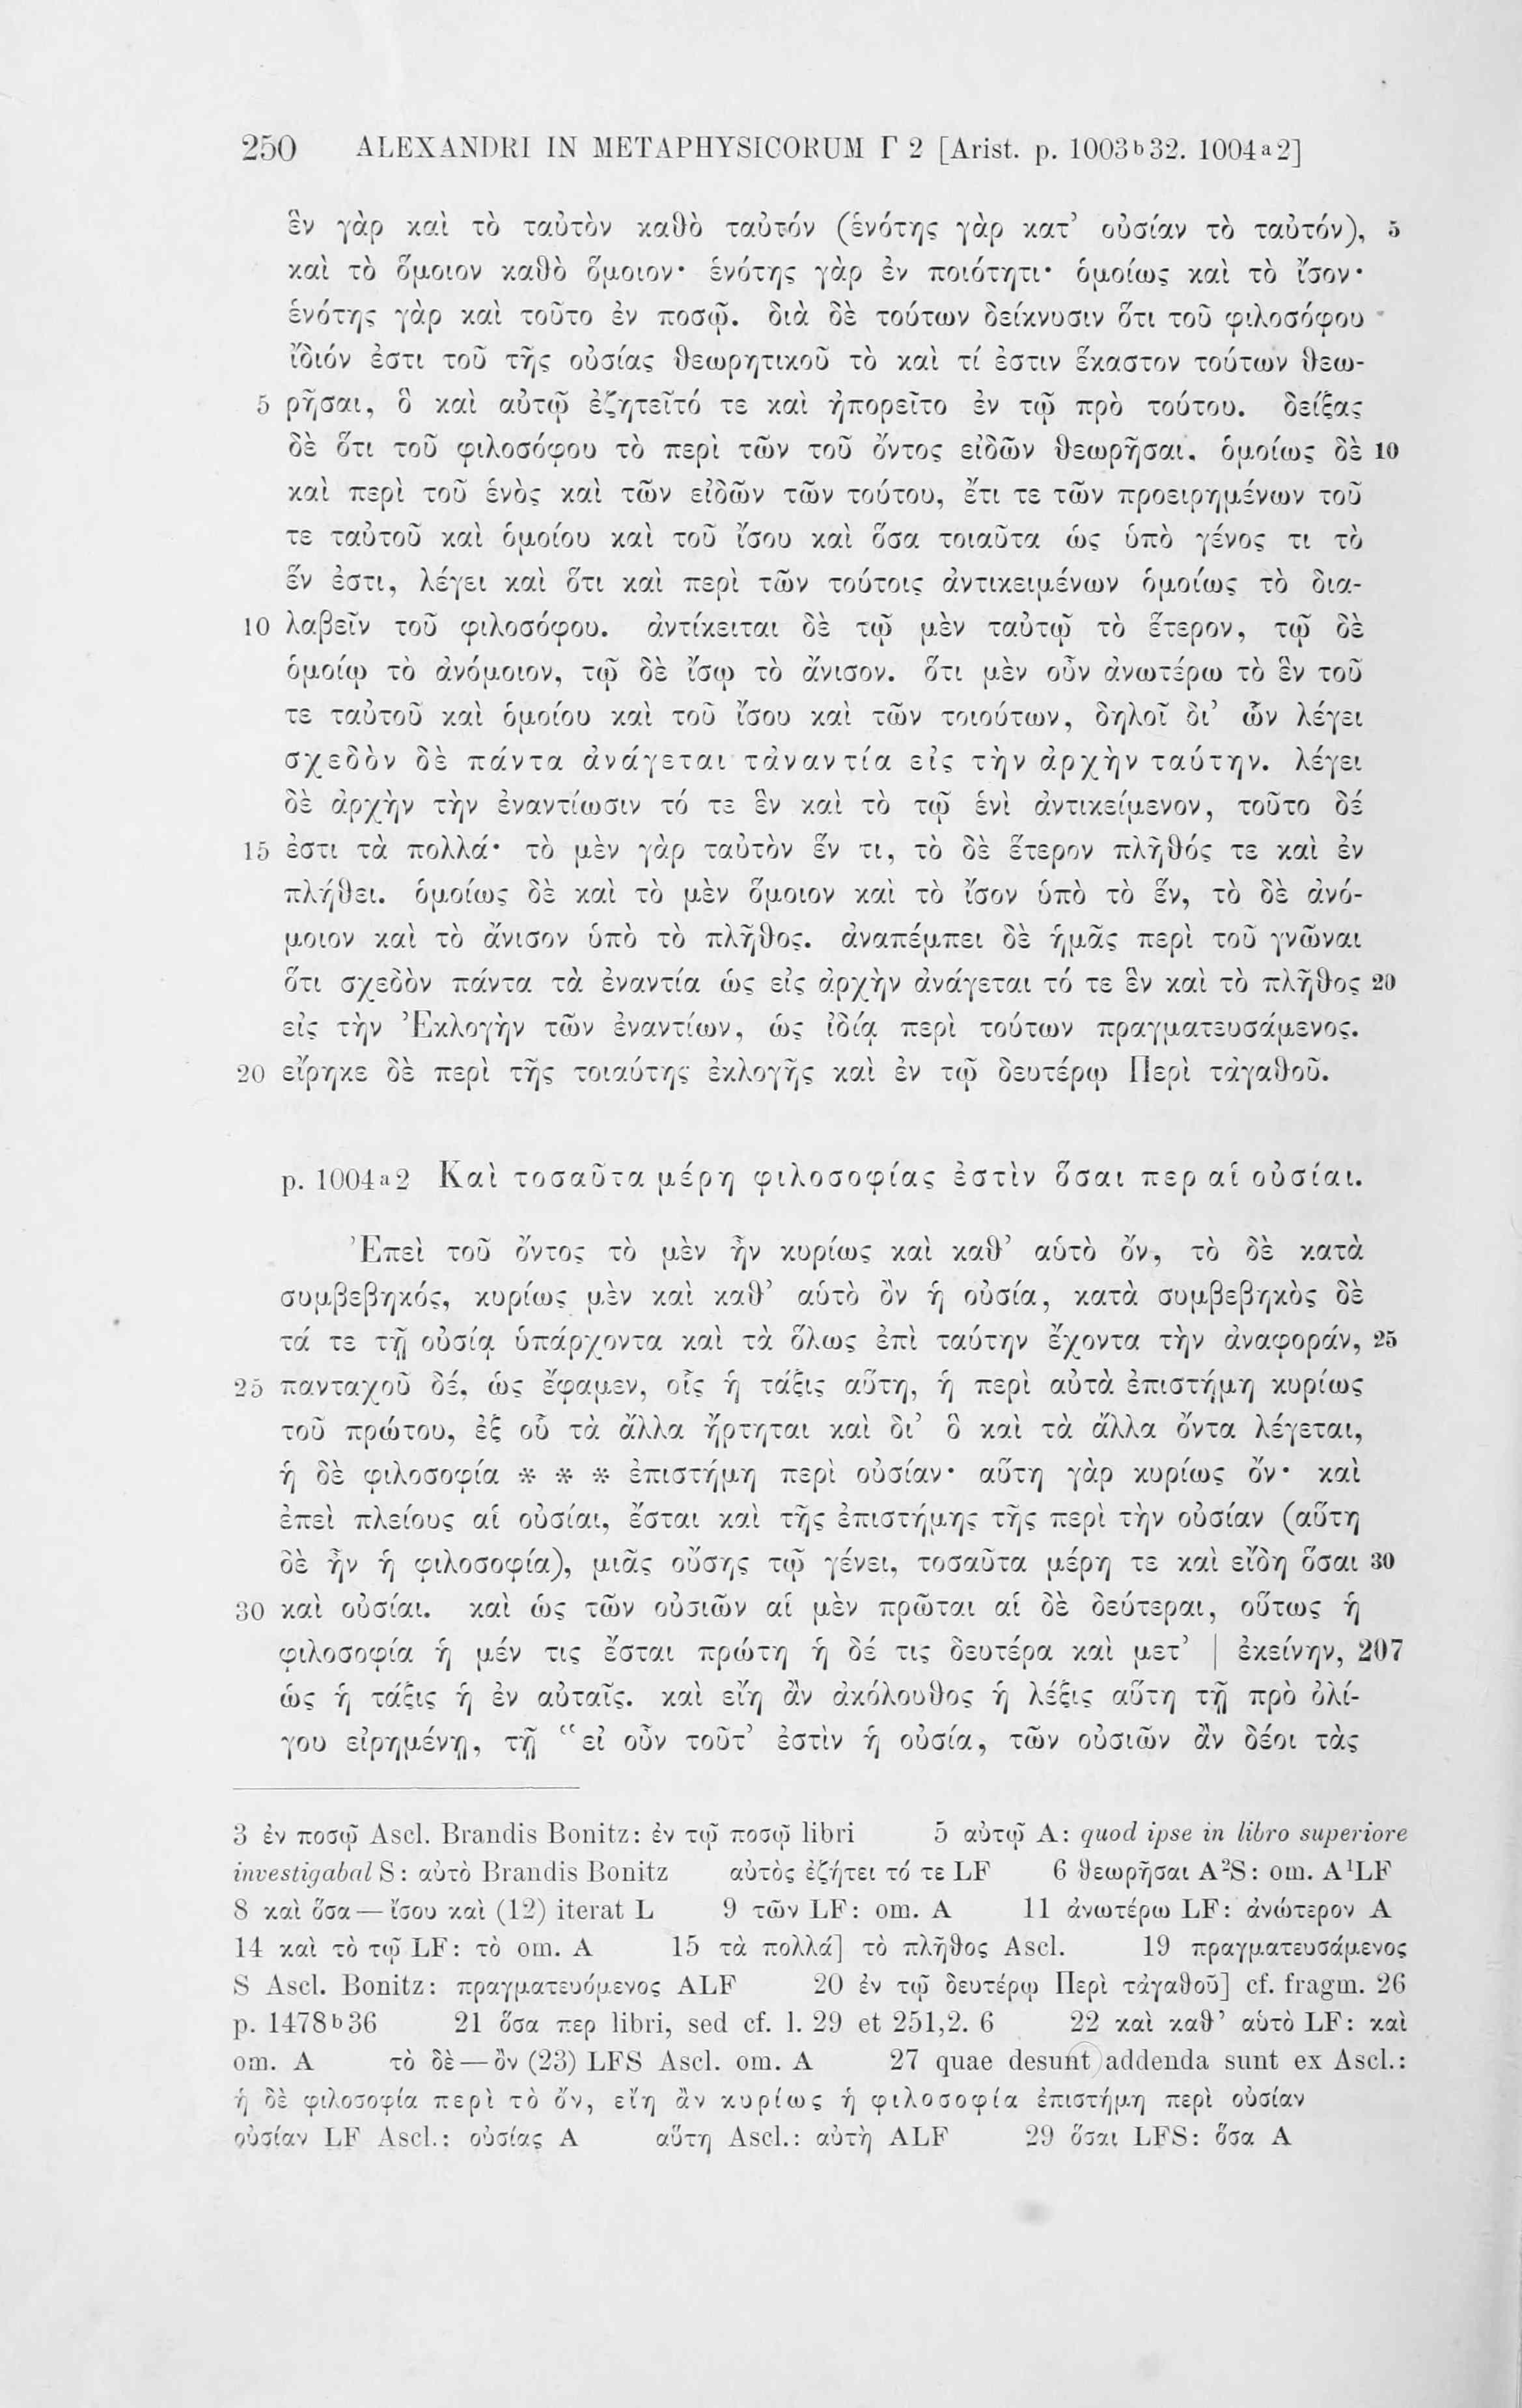 250 ALEXANDRI IN METAPHYSICORUM Γ 2 [Arist. p. 1003b32. 1004a2]
ἓν γὰρ καὶ τὸ ταὐτὸν καθὸ ταὐτόν (ἑνότης γὰρ κατ' οὐσίαν τὸ ταὐτόν), 5
καὶ τὸ ὅμοιον καθὸ ὅμοιον· ἑνότης γὰρ ἐν ποιότητι· ὁμοίως καὶ τὸ ἴσον·
ἑνότης γὰρ καὶ τοῦτο ἐν ποσῷ. διὰ δὲ τούτων δείκνυσιν ὅτι τοῦ φιλοσόφου
ἴδιόν ἐστι τοῦ τῆς οὐσίας θεωρητικοῦ τὸ καὶ τί ἐστιν ἕκαστον τούτων θεω-
5 ρῆσαι, ὃ καὶ αὐτῷ ἐζητεῖτό τε καὶ ἠπορεῖτο ἐν τῷ πρὸ τούτου. δείξας
δὲ ὅτι τοῦ φιλοσόφου τὸ περὶ τῶν τοῦ ὄντος εἰδῶν θεωρῆσαι, ὁμοίως δὲ 10
καὶ περὶ τοῦ ἑνὸς καὶ τῶν εἰδῶν τῶν τούτου, ἔτι τε τῶν προειρημένων τοῦ
τε ταὐτοῦ καὶ ὁμοίου καὶ τοῦ ἴσου καὶ ὅσα τοιαῦτα ὡς ὑπὸ γένος τι τὸ
ἕν ἐστι, λέγει καὶ ὅτι καὶ περὶ τῶν τούτοις ἀντικειμένων ὁμοίως τὸ δια-
10 λαβεῖν τοῦ φιλοσόφου. ἀντίκειται δὲ τῷ μὲν ταὐτῷ τὸ ἕτερον, τῷ δὲ
ὁμοίῳ τὸ ἀνόμοιον, τῷ δὲ ἴσῳ τὸ ἄνισον. ὅτι μὲν οὖν ἀνωτέρω τὸ ἓν τοῦ
τε ταὐτοῦ καὶ ὁμοίου καὶ τοῦ ἴσου καὶ τῶν τοιούτων, δηλοῖ δι' ὧν λέγει
σχεδὸν δὲ πάντα ἀνάγεται τἀναντία εἰς τὴν ἀρχὴν ταύτην. λέγει
δὲ ἀρχὴν τὴν ἐναντίωσιν τό τε ἓν καὶ τὸ τῷ ἑνὶ ἀντικείμενον, τοῦτο δέ
15 ἐστι τὰ πολλά· τὸ μὲν γὰρ ταὐτὸν ἕν τι, τὸ δὲ ἕτερον πλῆθός τε καὶ ἐν
πλήθει. ὁμοίως δὲ καὶ τὸ μὲν ὅμοιον καὶ τὸ ἴσον ὑπὸ τὸ ἕν, τὸ δὲ ἀνό-
μοιον καὶ τὸ ἄνισον ὑπὸ τὸ πλῆθος. ἀναπέμπει δὲ ἡμᾶς περὶ τοῦ γνῶναι
ὅτι σχεδὸν πάντα τὰ ἐναντία ὡς εἰς ἀρχὴν ἀνάγεται τό τε ἓν καὶ τὸ πλῆθος 20
εἰς τὴν Ἐκλογὴν τῶν ἐναντίων, ὡς ἰδίᾳ περὶ τούτων πραγματευσάμενος.
20 εἴρηκε δὲ περὶ τῆς τοιαύτης ἐκλογῆς καὶ ἐν τῷ δευτέρῳ Περὶ τἀγαθοῦ.
p. 1004a2 Καὶ τοσαῦτα μέρη φιλοσοφίας ἐστὶν ὅσαι περ αἱ οὐσίαι.
Ἐπεὶ τοῦ ὄντος τὸ μὲν ἦν κυρίως καὶ καθ' αὑτὸ ὄν, τὸ δὲ κατὰ
συμβεβηκός, κυρίως μὲν καὶ καθ' αὑτὸ ὂν ἡ οὐσία, κατὰ συμβεβηκὸς δὲ
τά τε τῇ οὐσίᾳ ὑπάρχοντα καὶ τὰ ὅλως ἐπὶ ταύτην ἔχοντα τὴν ἀναφοράν, 25
25 πανταχοῦ δέ, ὡς ἔφαμεν, οἷς ἡ τάξις αὕτη, ἡ περὶ αὐτὰ ἐπιστήμη κυρίως
τοῦ πρώτου, ἐξ οὗ τὰ ἄλλα ἤρτηται καὶ δι' ὃ καὶ τὰ ἄλλα ὄντα λέγεται,
ἡ δὲ φιλοσοφία * * * ἐπιστήμη περὶ οὐσίαν· αὕτη γὰρ κυρίως ὄν· καὶ
ἐπεὶ πλείους αἱ οὐσίαι, ἔσται καὶ τῆς ἐπιστήμης τῆς περὶ τὴν οὐσίαν (αὕτη
δὲ ἦν ἡ φιλοσοφία), μιᾶς οὔσης τῷ γένει, τοσαῦτα μέρη τε καὶ εἴδη ὅσαι 30
30 καὶ οὐσίαι. καὶ ὡς τῶν οὐσιῶν αἱ μὲν πρῶται αἱ δὲ δεύτεραι, οὕτως ἡ
φιλοσοφία ἡ μέν τις ἔσται πρώτη ἡ δέ τις δευτέρα καὶ μετ' | ἐκείνην, 207
ὡς ἡ τάξις ἡ ἐν αὐταῖς. καὶ εἴη ἂν ἀκόλουθος ἡ λέξις αὕτη τῇ πρὸ ὀλί-
γου εἰρημένῃ, τῇ “εἰ οὖν τοῦτ' ἐστὶν ἡ οὐσία, τῶν οὐσιῶν ἂν δέοι τὰς
3 ἐν ποσῷ Ascl. Brandis Bonitz: ἐν τῷ ποσῷ libri 5 αὐτῷ A: quod ipse in libro superiore
investigabat S: αὐτὸ Brandis Bonitz αὐτὸς ἐζήτει τό τε LF 6 θεωρῆσαι A²S: om. A¹LF
8 καὶ ὅσα — ἴσου καὶ (12) iterat L 9 τῶν LF: om. A 11 ἀνωτέρω LF: ἀνώτερον A
14 καὶ τὸ τῷ LF: τὸ om. A 15 τὰ πολλά] τὸ πλῆθος Ascl. 19 πραγματευσάμενος
S Ascl. Bonitz: πραγματευόμενος ALF 20 ἐν τῷ δευτέρῳ Περὶ τἀγαθοῦ] cf. fragm. 26
p. 1478b36 21 ὅσα περ libri, sed cf. l. 29 et 251,2. 6 22 καὶ καθ' αὑτὸ LF: καὶ
om. A τὸ δὲ — ὂν (23) LFS Ascl. om. A 27 quae desunt addenda sunt ex Ascl.:
ἡ δὲ φιλοσοφία περὶ τὸ ὄν, εἴη ἂν κυρίως ἡ φιλοσοφία ἐπιστήμη περὶ οὐσίαν
οὐσίαν LF Ascl.: οὐσίας A αὕτη Ascl.: αὐτὴ ALF 29 ὅσαι LFS: ὅσα A